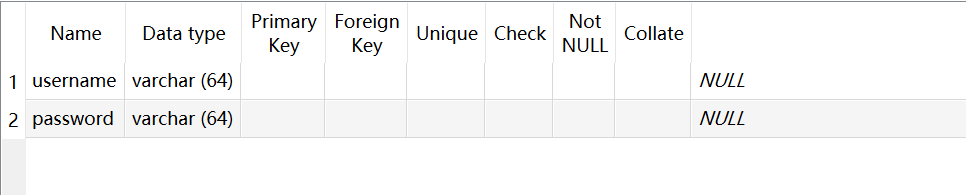 Name Data type Primary Key Foreign Key Unique Check Not NULL Collate
1 username varchar (64) NULL
2 password varchar (64) NULL